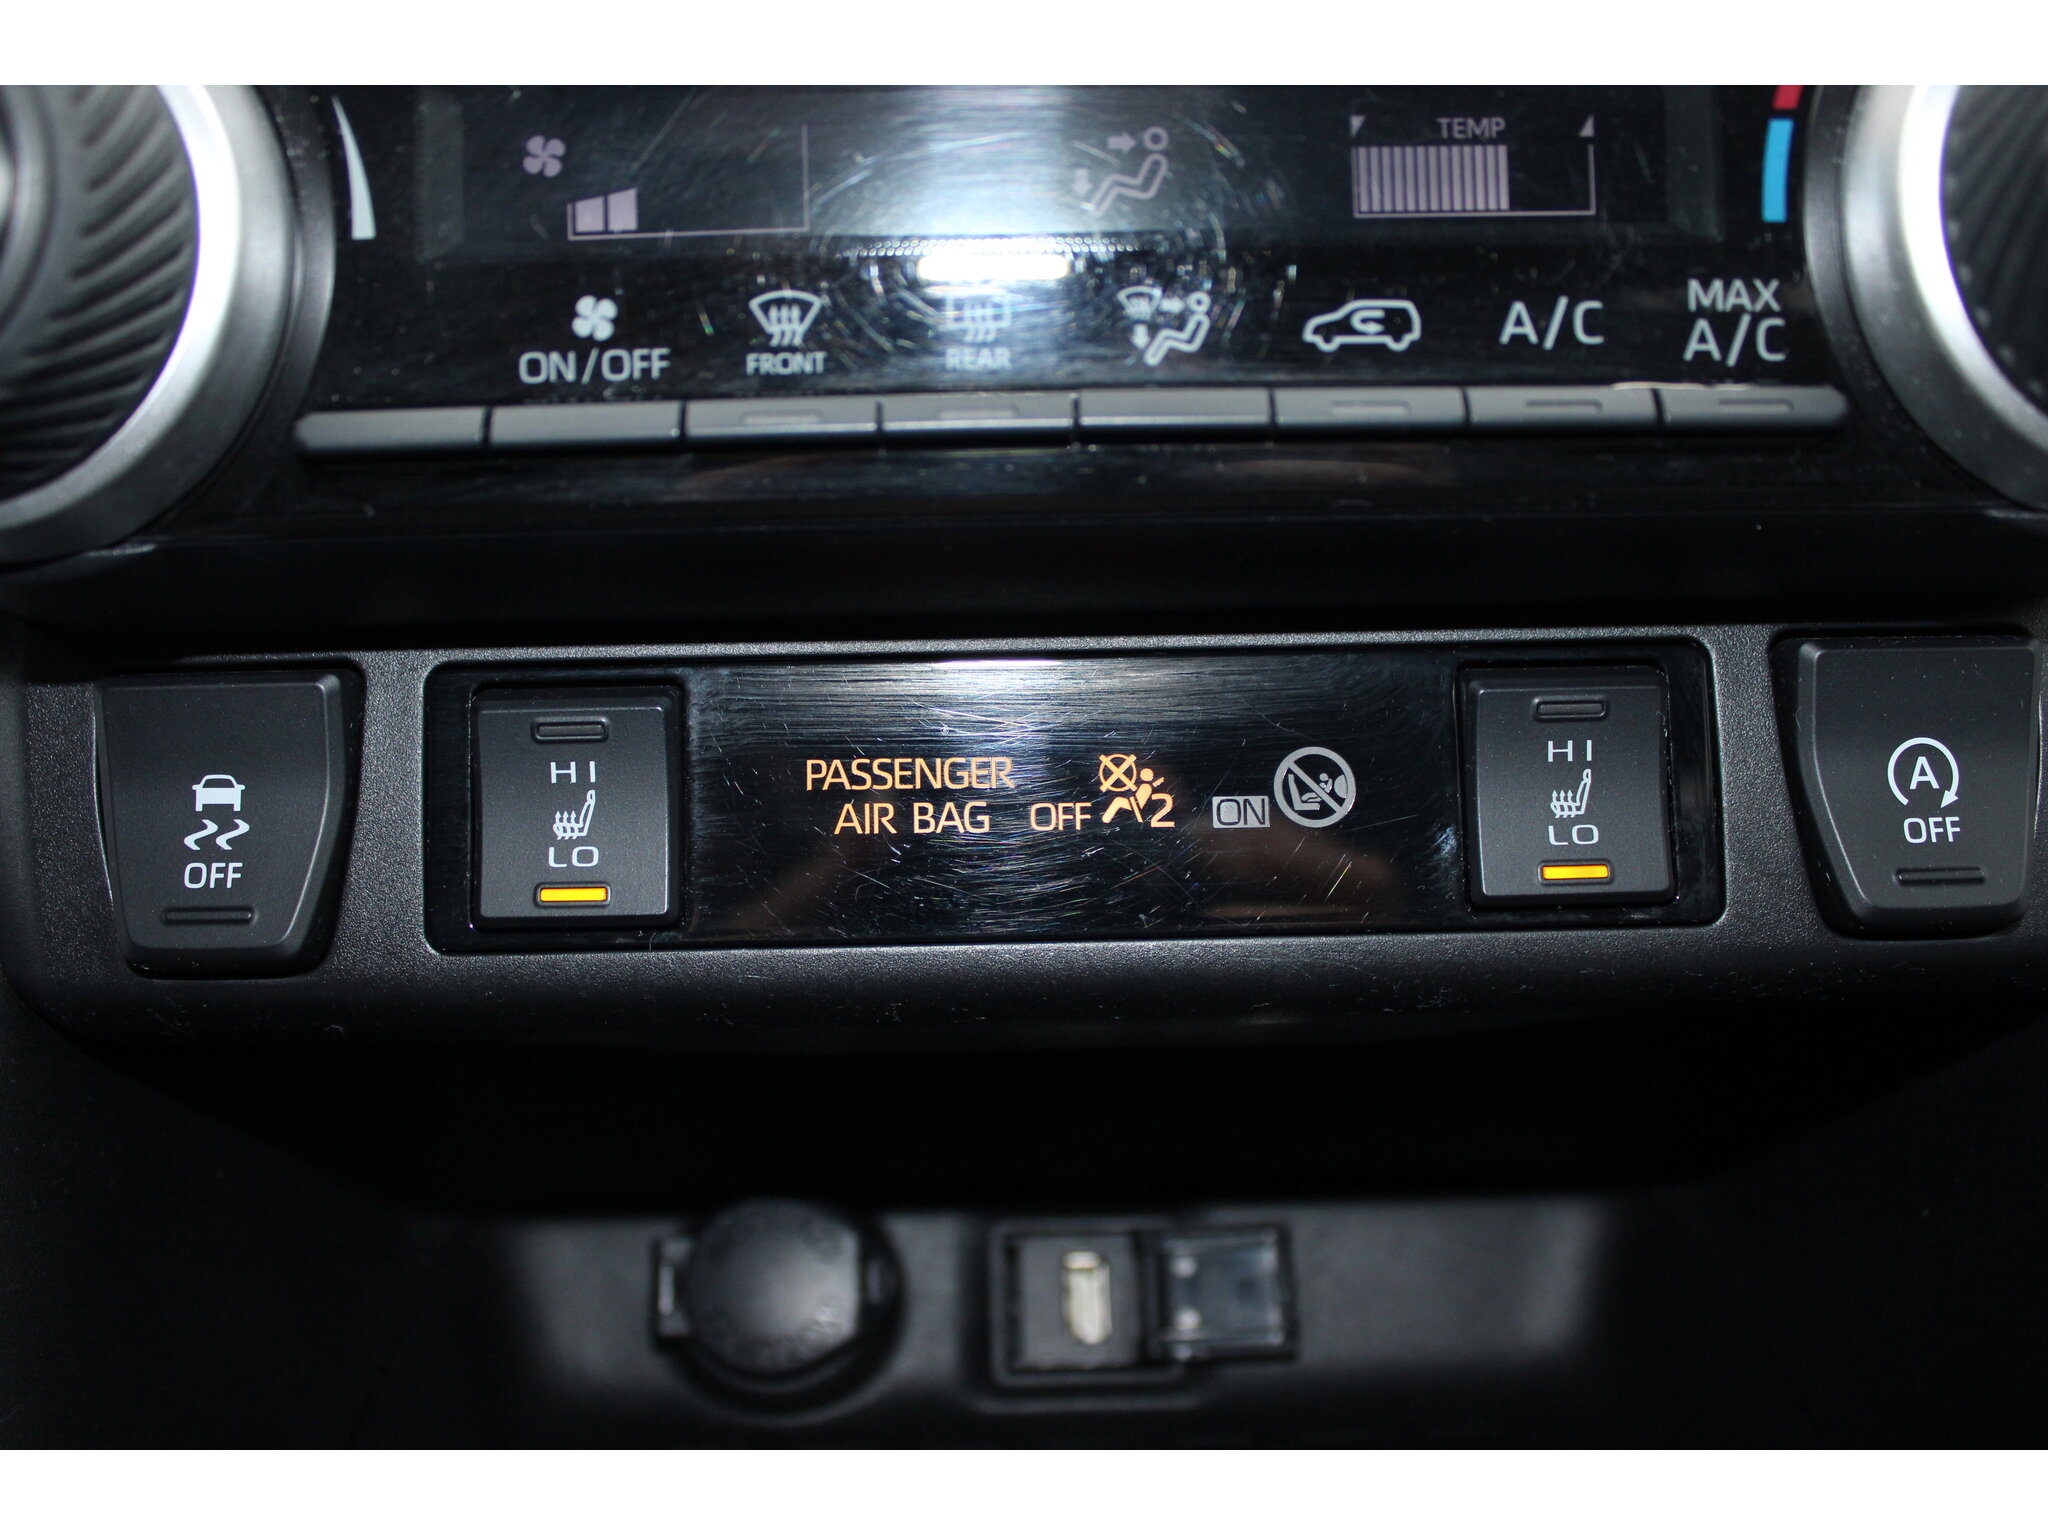 TEMP
ON/OFF
FRONT
REAR
A/C
MAX
A/C
OFF
HI
LO
PASSENGER
AIR BAG OFF 2 ON
HI
LO
A
OFF